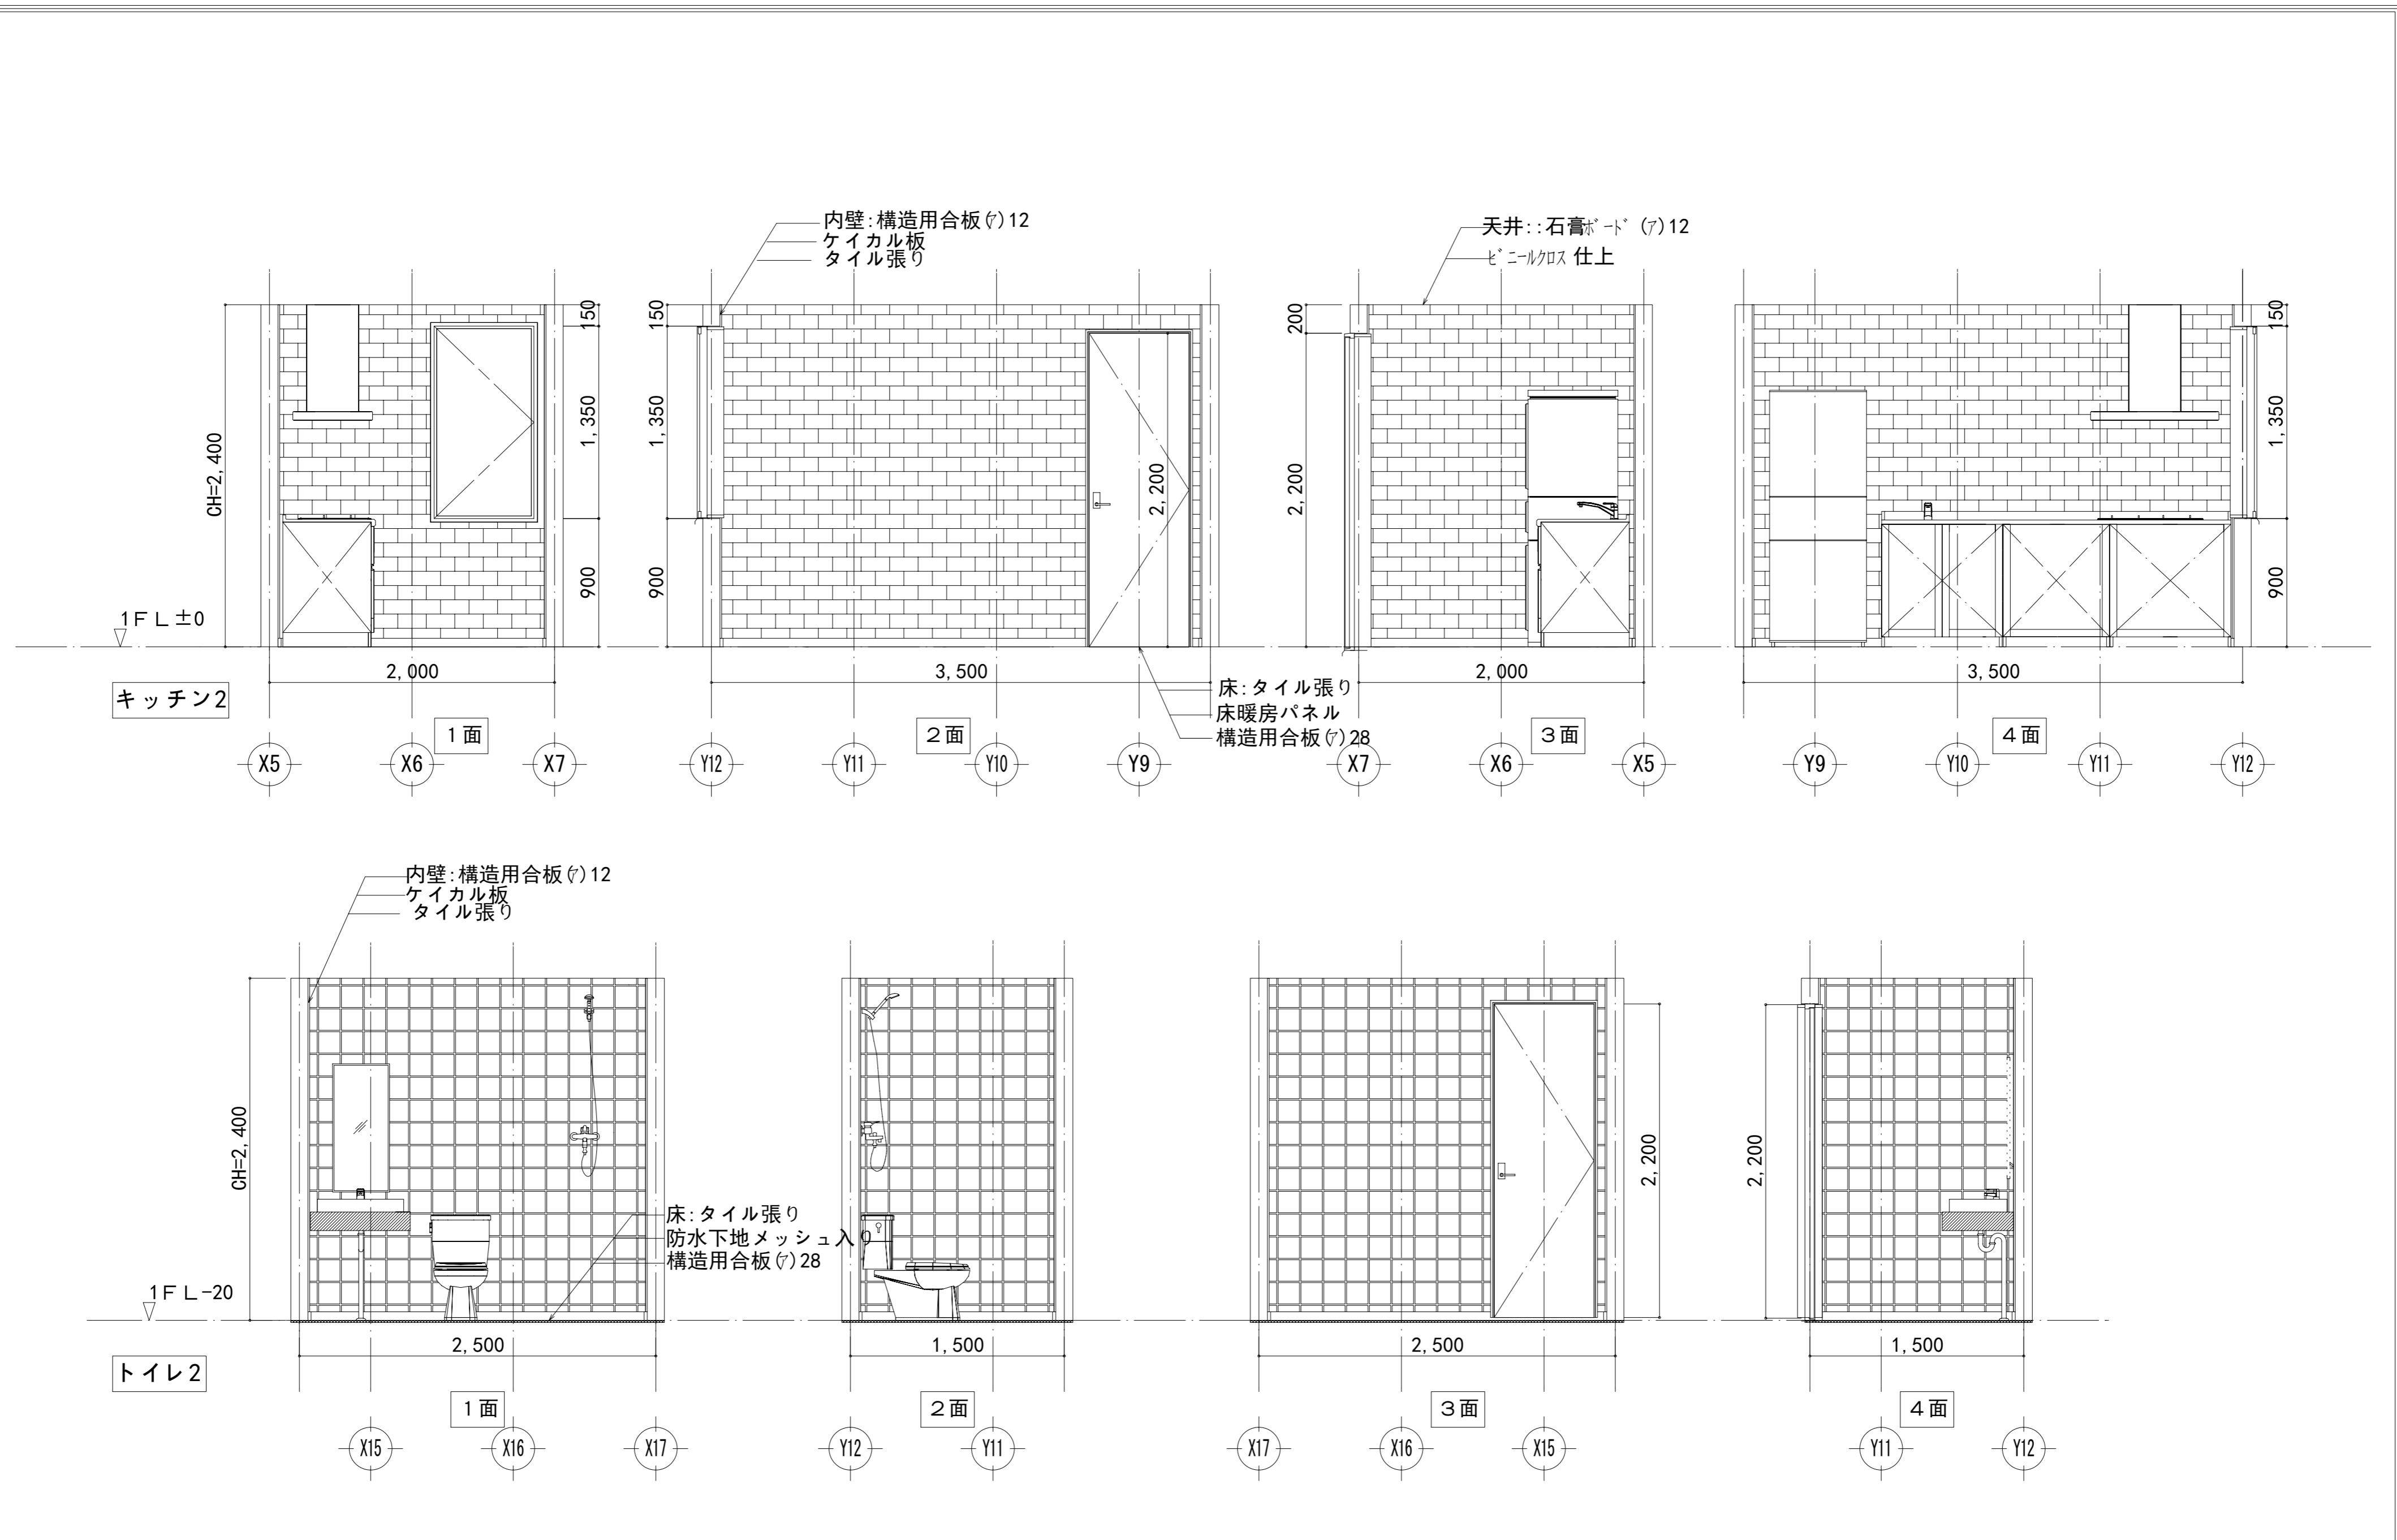 内壁:構造用合板(ｱ)12
ケイカル板
タイル張り
天井::石膏ﾎﾞｰﾄﾞ(ｱ)12
ﾋﾞﾆｰﾙｸﾛｽ 仕上
CH=2,400
150
1,350
900
150
1,350
900
2,200
200
2,200
150
1,350
900
1ＦＬ±0
2,000
3,500
2,000
3,500
床:タイル張り
床暖房パネル
構造用合板(ｱ)28
キッチン2
1面
2面
3面
4面
X5
X6
X7
Y12
Y11
Y10
Y9
X7
X6
X5
Y9
Y10
Y11
Y12
内壁:構造用合板(ｱ)12
ケイカル板
タイル張り
CH=2,400
2,200
2,200
床:タイル張り
防水下地メッシュ入り
構造用合板(ｱ)28
1ＦＬ-20
2,500
1,500
2,500
1,500
トイレ2
1面
2面
3面
4面
X15
X16
X17
Y12
Y11
X17
X16
X15
Y11
Y12